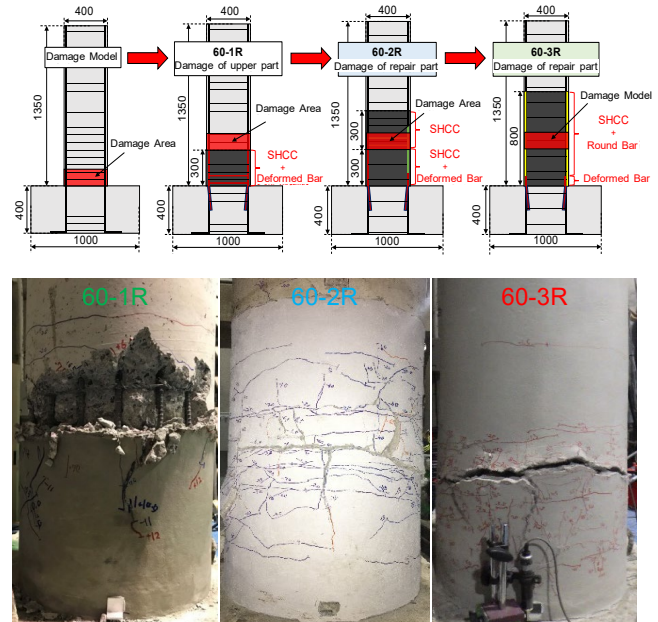 400
400
400
400
Damage Model
60-1R
Damage of upper part
60-2R
Damage of repair part
60-3R
Damage of repair part
1350
Damage Area
400
1000
1350
Damage Area
300
SHCC
+
Deformed Bar
400
1000
1350
Damage Area
300
SHCC
300
SHCC
+
Deformed Bar
400
1000
1350
800
Damage Model
SHCC
+
Round Bar
Deformed Bar
400
1000
60-1R
60-2R
60-3R